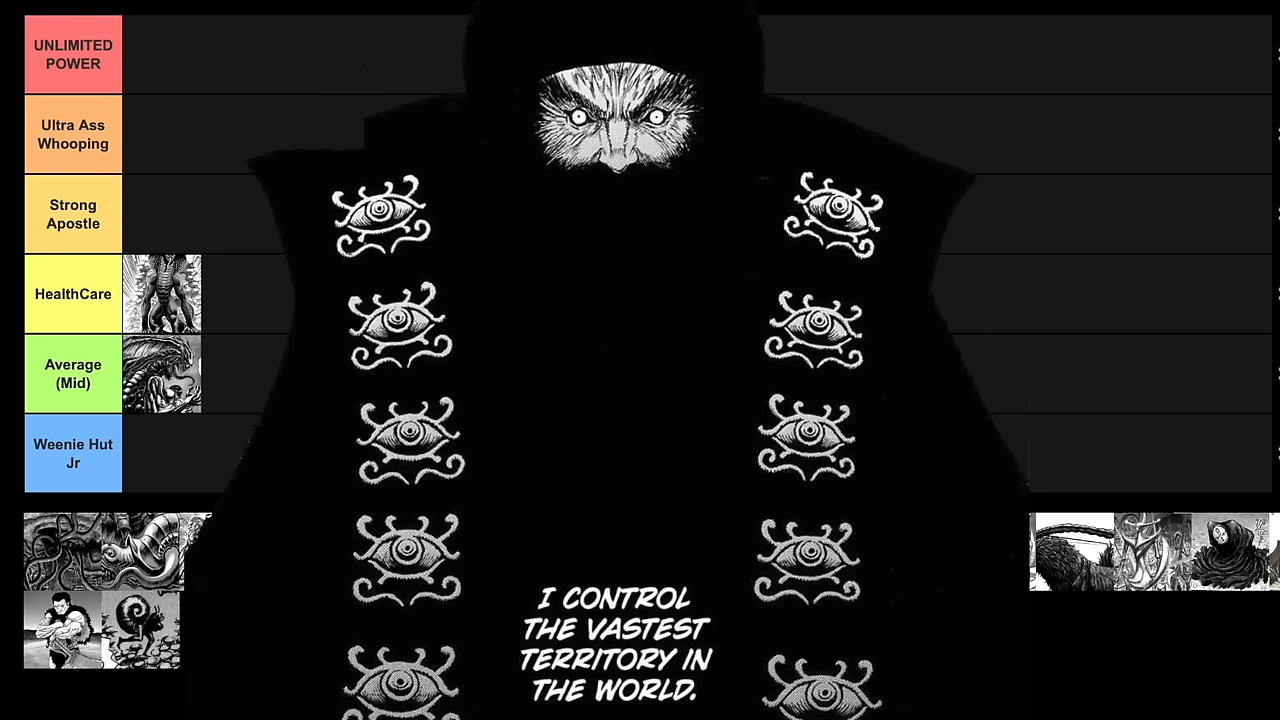 UNLIMITED
POWER
Ultra Ass
Whooping
Strong
Apostle
HealthCare
Average
(Mid)
Weenie Hut
Jr
I CONTROL
THE VASTEST
TERRITORY IN
THE WORLD.